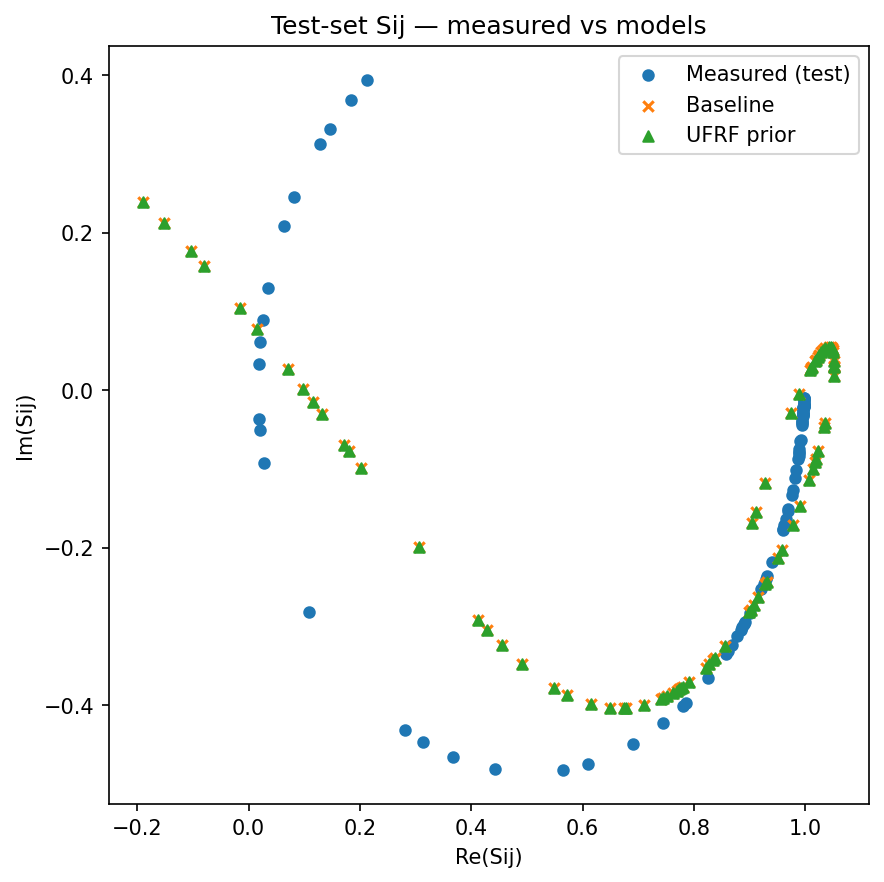 Test-set Sij — measured vs models
Measured (test)
Baseline
UFRF prior
0.4
0.2
0.0
−0.2
−0.4
Im(Sij)
−0.2
0.0
0.2
0.4
0.6
0.8
1.0
Re(Sij)